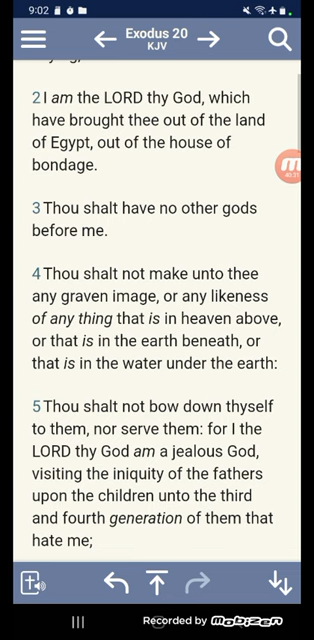 9:02
Exodus 20
KJV
2 I am the LORD thy God, which
have brought thee out of the land
of Egypt, out of the house of
bondage.
3 Thou shalt have no other gods
before me.
4 Thou shalt not make unto thee
any graven image, or any likeness
of any thing that is in heaven above,
or that is in the earth beneath, or
that is in the water under the earth:
5 Thou shalt not bow down thyself
to them, nor serve them: for I the
LORD thy God am a jealous God,
visiting the iniquity of the fathers
upon the children unto the third
and fourth generation of them that
hate me;
Recorded by mobizen